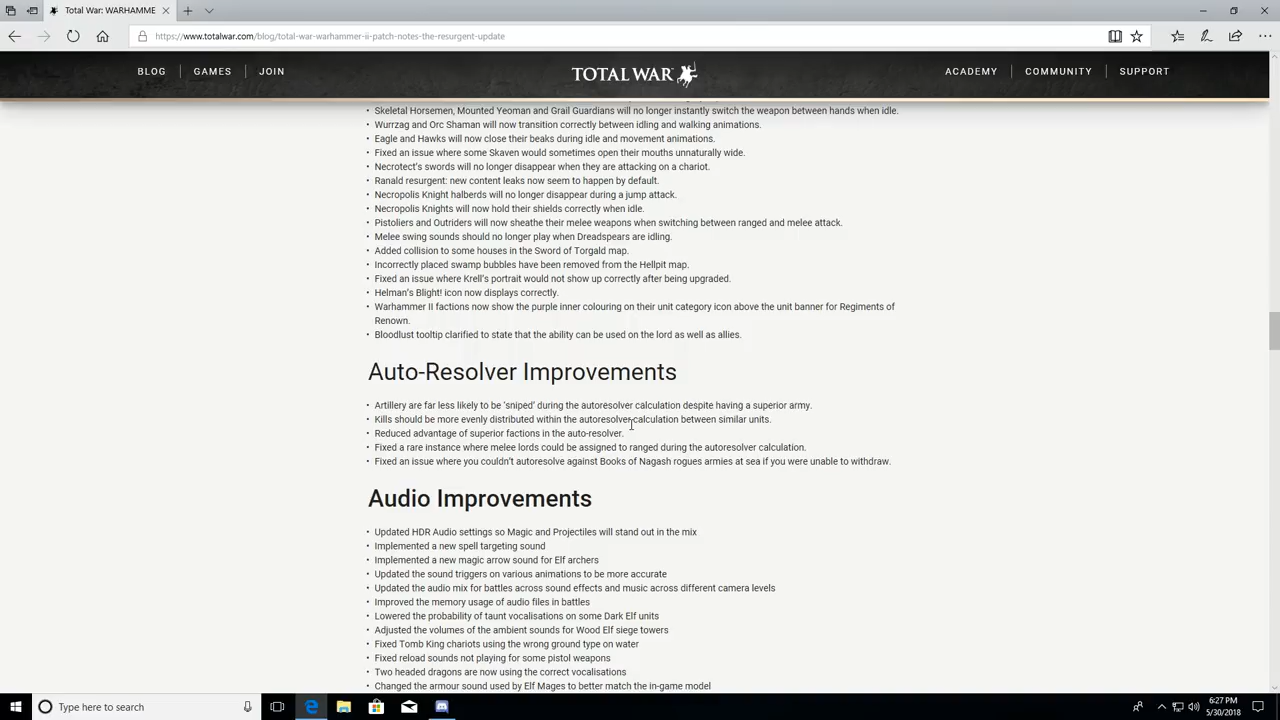 Total War: WARHAMME
https://www.totalwar.com/blog/total-war-warhammer-ii-patch-notes-the-resurgent-update
BLOG GAMES JOIN TOTAL WAR ACADEMY COMMUNITY SUPPORT
• Skeletal Horsemen, Mounted Yeoman and Grail Guardians will no longer instantly switch the weapon between hands when idle.
• Wurrzag and Orc Shaman will now transition correctly between idling and walking animations.
• Eagle and Hawks will now close their beaks during idle and movement animations.
• Fixed an issue where some Skaven would sometimes open their mouths unnaturally wide.
• Necrotect's swords will no longer disappear when they are attacking on a chariot.
• Ranald resurgent: new content leaks now seem to happen by default.
• Necropolis Knight halberds will no longer disappear during a jump attack.
• Necropolis Knights will now hold their shields correctly when idle.
• Pistoliers and Outriders will now sheathe their melee weapons when switching between ranged and melee attack.
• Melee swing sounds should no longer play when Dreadspears are idling.
• Added collision to some houses in the Sword of Torgald map.
• Incorrectly placed swamp bubbles have been removed from the Hellpit map.
• Fixed an issue where Krell's portrait would not show up correctly after being upgraded.
• Helman's Blight! icon now displays correctly.
• Warhammer II factions now show the purple inner colouring on their unit category icon above the unit banner for Regiments of
Renown.
• Bloodlust tooltip clarified to state that the ability can be used on the lord as well as allies.
Auto-Resolver Improvements
• Artillery are far less likely to be 'sniped' during the autoresolver calculation despite having a superior army.
• Kills should be more evenly distributed within the autoresolver calculation between similar units.
• Reduced advantage of superior factions in the auto-resolver.
• Fixed a rare instance where melee lords could be assigned to ranged during the autoresolver calculation.
• Fixed an issue where you couldn't autoresolve against Books of Nagash rogues armies at sea if you were unable to withdraw.
Audio Improvements
• Updated HDR Audio settings so Magic and Projectiles will stand out in the mix
• Implemented a new spell targeting sound
• Implemented a new magic arrow sound for Elf archers
• Updated the sound triggers on various animations to be more accurate
• Updated the audio mix for battles across sound effects and music across different camera levels
• Improved the memory usage of audio files in battles
• Lowered the probability of taunt vocalisations on some Dark Elf units
• Adjusted the volumes of the ambient sounds for Wood Elf siege towers
• Fixed Tomb King chariots using the wrong ground type on water
• Fixed reload sounds not playing for some pistol weapons
• Two headed dragons are now using the correct vocalisations
• Changed the armour sound used by Elf Mages to better match the in-game model
Type here to search
6:27 PM
5/30/2018